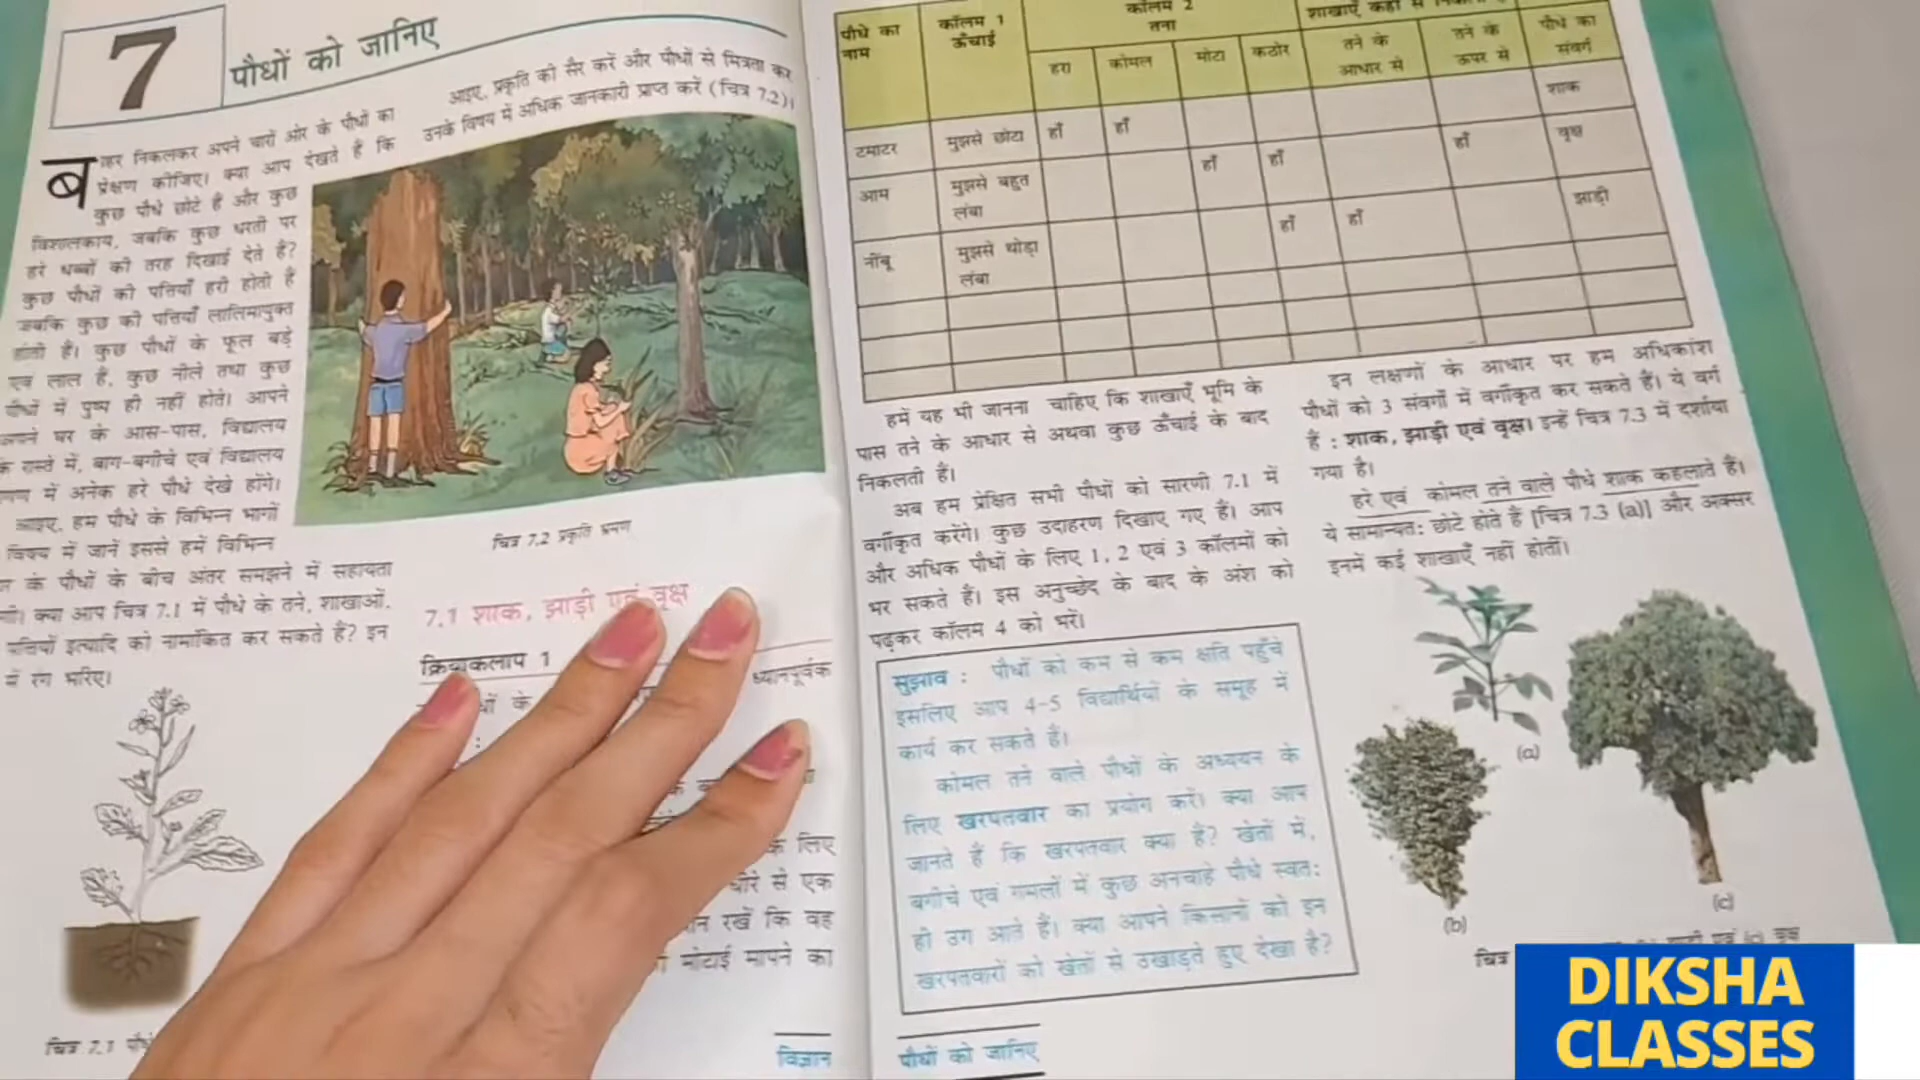 7
पौधों को जानिए
बाहर निकलकर अपने चारों ओर के पौधों का
प्रेक्षण कीजिए। क्या आप देखते हैं कि
कुछ पौधे छोटे हैं और कुछ
विशालकाय, जबकि कुछ धरती पर
हरे धब्बों की तरह दिखाई देते हैं?
कुछ पौधों की पत्तियाँ हरी होती हैं
जबकि कुछ की पत्तियाँ लालिमायुक्त
होती हैं। कुछ पौधों के फूल बड़े
एवं लाल हैं, कुछ नीले तथा कुछ
पौधों में पुष्प ही नहीं होते। आपने
अपने घर के आस-पास, विद्यालय
के रास्ते में, बाग-बगीचे एवं विद्यालय
में अनेक हरे पौधे देखे होंगे।
आइए, हम पौधे के विभिन्न भागों
विषय में जानें इससे हमें विभिन्न
के पौधों के बीच अंतर समझने में सहायता
क्या आप चित्र 7.1 में पौधे के तने, शाखाओं,
पत्तियों इत्यादि को नामांकित कर सकते हैं? इन
में रंग भरिए।
चित्र 7.1
आइए, प्रकृति की सैर करें और पौधों से मित्रता कर
उनके विषय में अधिक जानकारी प्राप्त करें (चित्र 7.2)।
चित्र 7.2 प्रकृति भ्रमण
7.1 शाक, झाड़ी एवं वृक्ष
क्रियाकलाप 1
ध्यानपूर्वक
के लिए
धीरे से एक
रखें कि वह
मोटाई मापने का
विज्ञान
पौधे का नाम
कॉलम 1 ऊँचाई
कॉलम 2 तना
शाखाएँ कहाँ से
हरा कोमल मोटा कठोर तने के आधार से तने के ऊपर से पौधे का संवर्ग
टमाटर मुझसे छोटा हाँ हाँ शाक
आम मुझसे बहुत लंबा हाँ हाँ हाँ वृक्ष
नींबू मुझसे थोड़ा लंबा हाँ हाँ झाड़ी
हमें यह भी जानना चाहिए कि शाखाएँ भूमि के
पास तने के आधार से अथवा कुछ ऊँचाई के बाद
निकलती हैं।
अब हम प्रेक्षित सभी पौधों को सारणी 7.1 में
वर्गीकृत करेंगे। कुछ उदाहरण दिखाए गए हैं। आप
और अधिक पौधों के लिए 1, 2 एवं 3 कॉलमों को
भर सकते हैं। इस अनुच्छेद के बाद के अंश को
पढ़कर कॉलम 4 को भरें।
सुझाव : पौधों को कम से कम क्षति पहुँचे
इसलिए आप 4-5 विद्यार्थियों के समूह में
कार्य कर सकते हैं।
कोमल तने वाले पौधों के अध्ययन के
लिए खरपतवार का प्रयोग करें। क्या आप
जानते हैं कि खरपतवार क्या हैं? खेतों में,
बगीचे एवं गमलों में कुछ अनचाहे पौधे स्वत:
ही उग आते हैं। क्या आपने किसानों को इन
खरपतवारों को खेतों से उखाड़ते हुए देखा है?
पौधों को जानिए
इन लक्षणों के आधार पर हम अधिकांश
पौधों को 3 संवर्गों में वर्गीकृत कर सकते हैं। ये वर्ग
हैं : शाक, झाड़ी एवं वृक्ष। इन्हें चित्र 7.3 में दर्शाया
गया है।
हरे एवं कोमल तने वाले पौधे शाक कहलाते हैं।
ये सामान्यत: छोटे होते हैं [चित्र 7.3 (a)] और अक्सर
इनमें कई शाखाएँ नहीं होतीं।
(a)
(b)
(c)
चित्र
DIKSHA
CLASSES